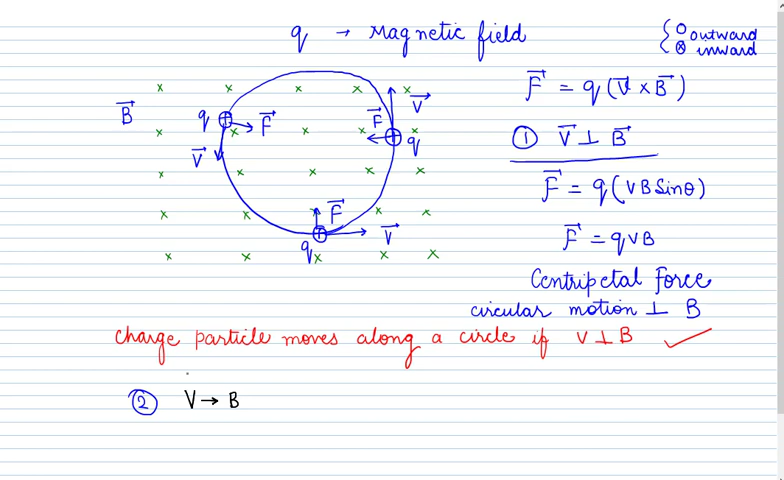 q → Magnetic field
⊙ outward
⊗ inward
B⃗
q F⃗
V⃗
F⃗ V⃗
q
F⃗
q V⃗
F⃗ = q (V⃗ × B⃗)
① V⃗ ⊥ B⃗
F⃗ = q (VB Sinθ)
F⃗ = qVB
Centripetal Force
circular motion ⊥ B
charge particle moves along a circle if V ⊥ B ✓
② V → B